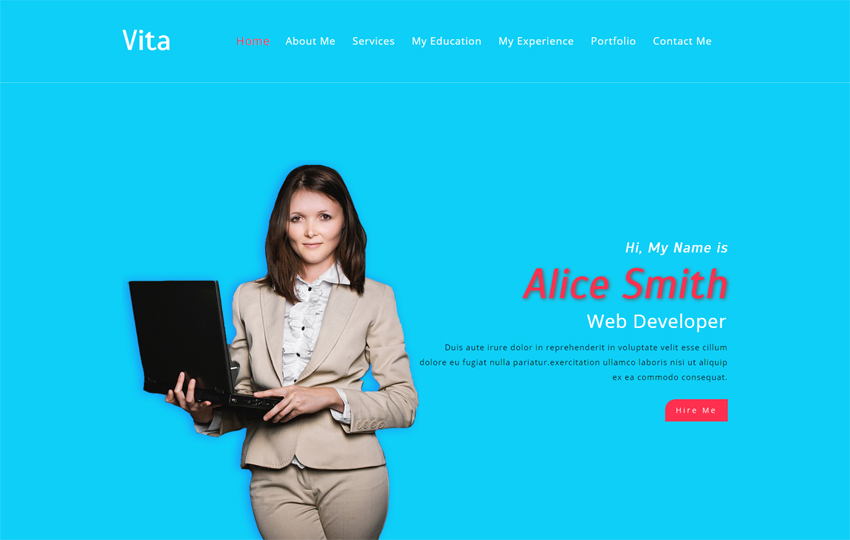 Vita
Home About Me Services My Education My Experience Portfolio Contact Me
Hi, My Name is
Alice Smith
Web Developer
Duis aute irure dolor in reprehenderit in voluptate velit esse cillum
dolore eu fugiat nulla pariatur.exercitation ullamco laboris nisi ut aliquip
ex ea commodo consequat.
Hire Me